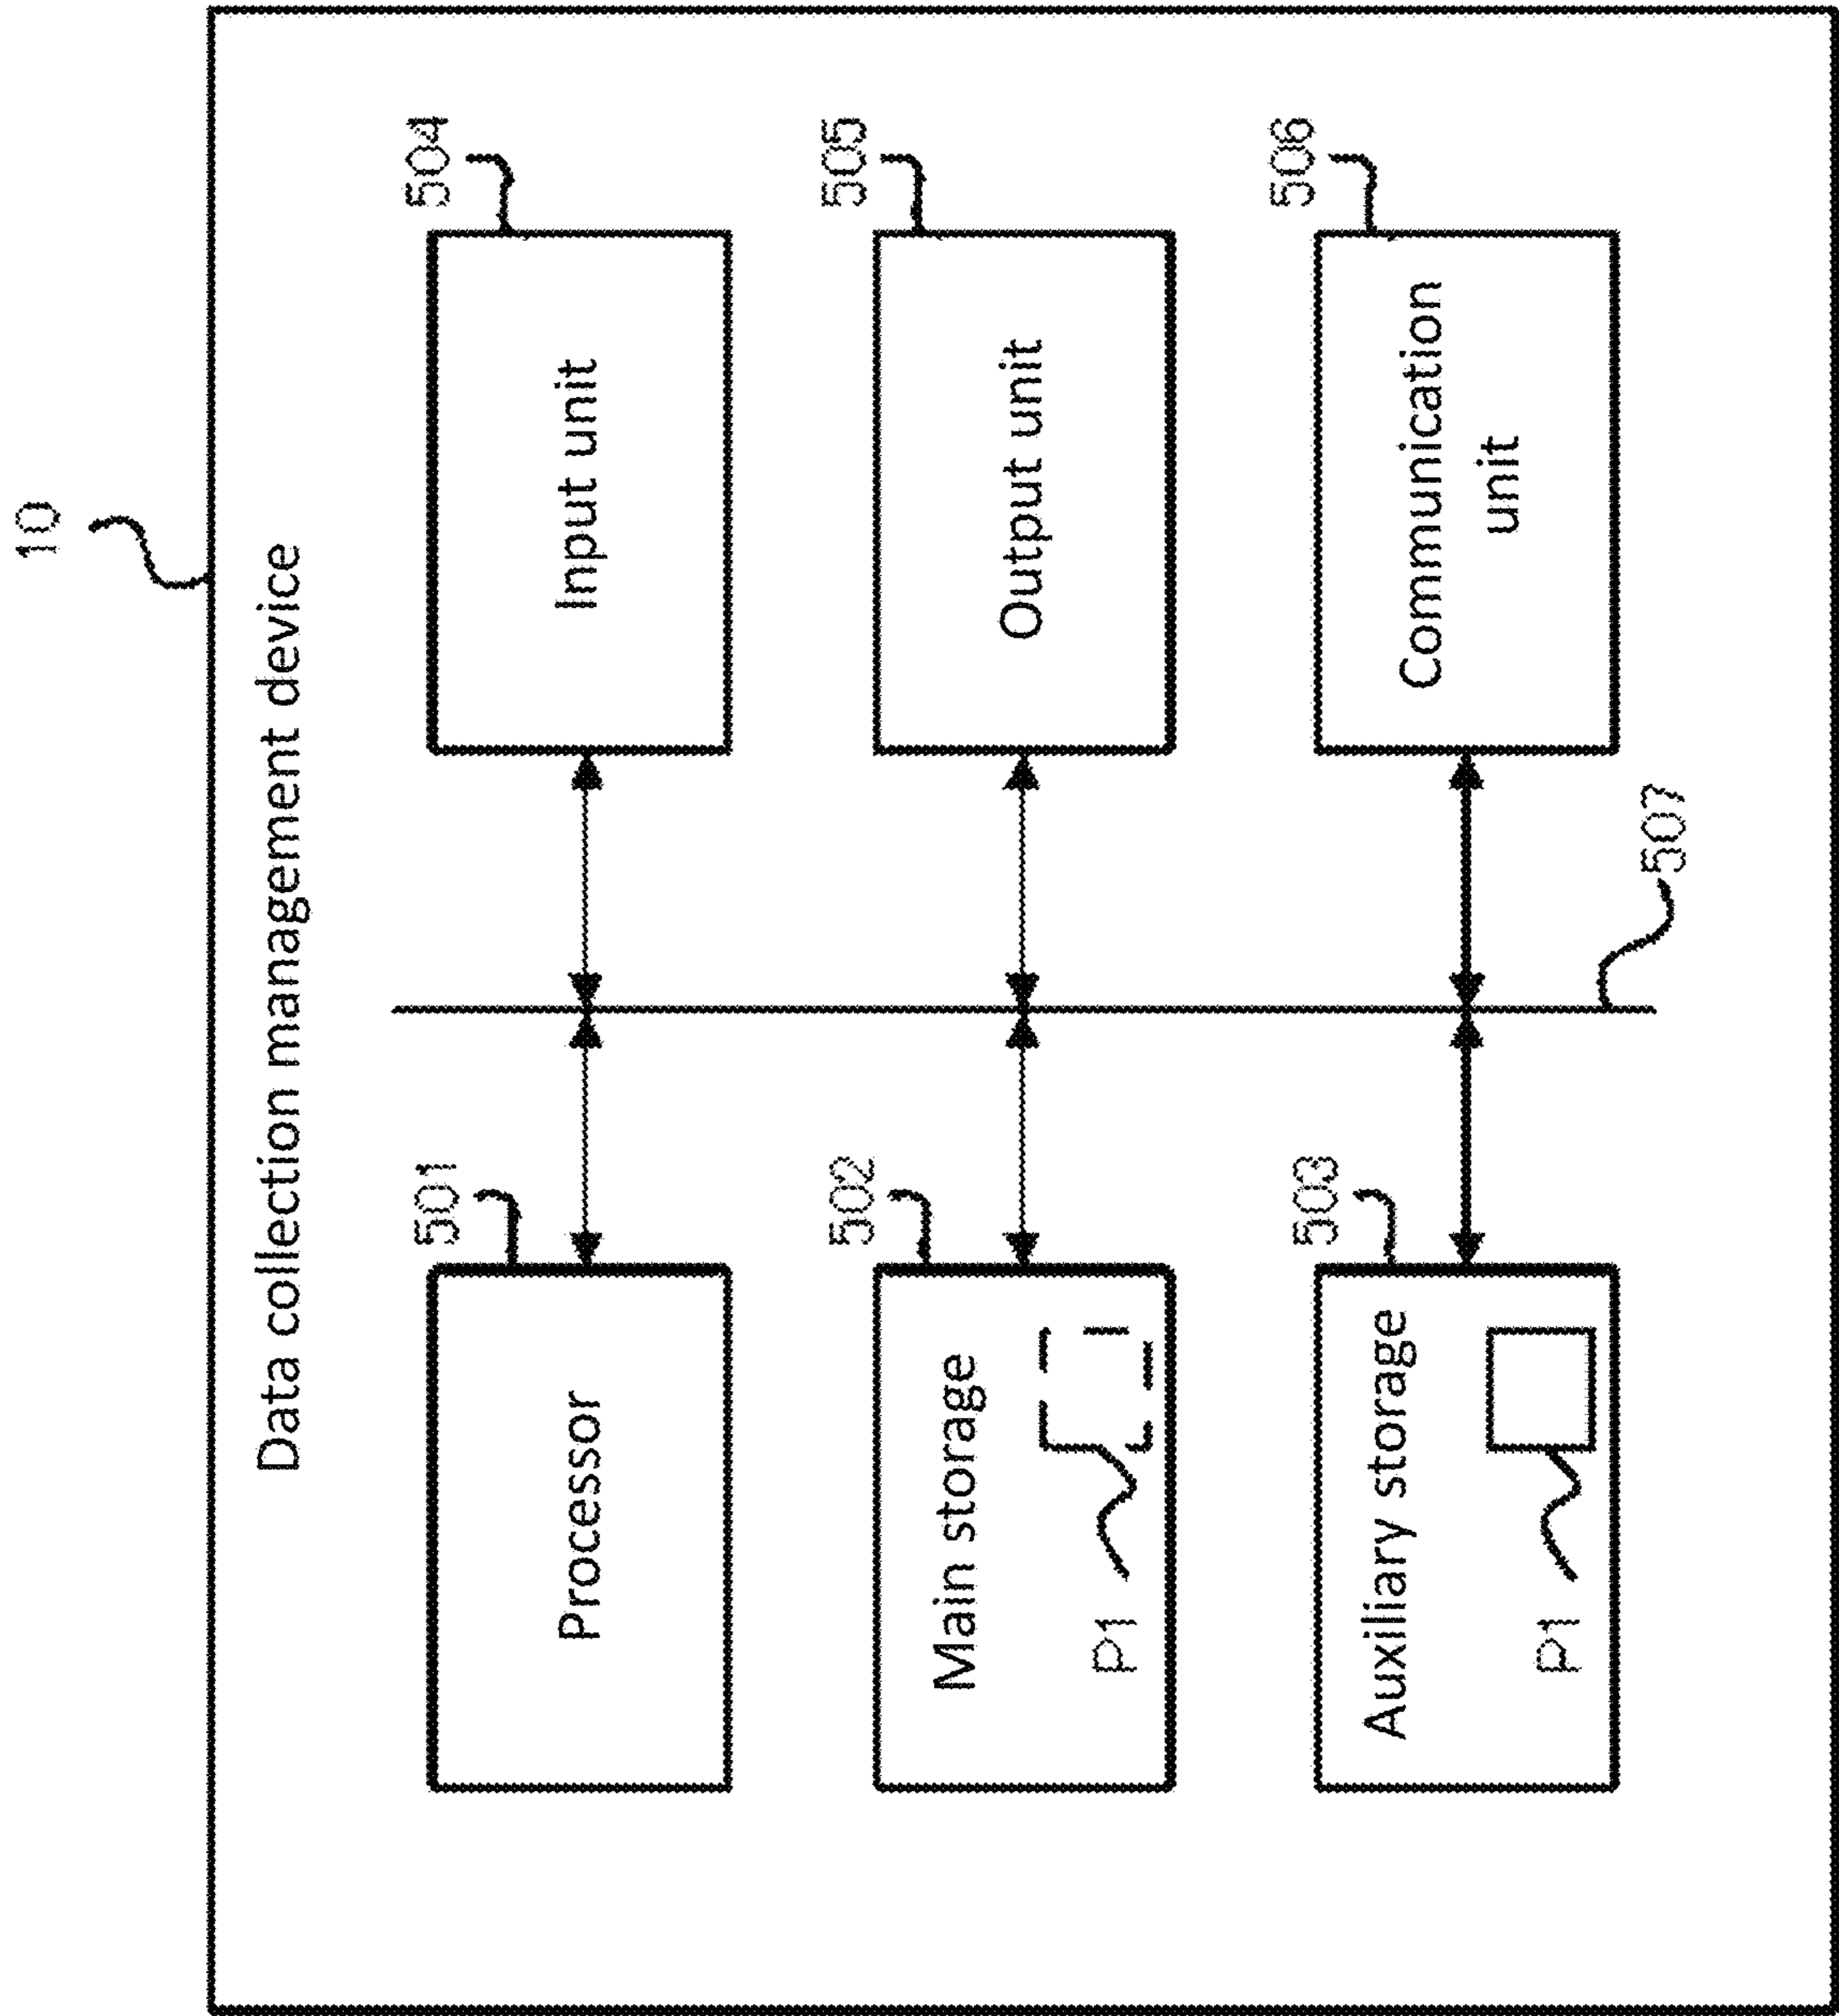 10
Data collection management device
501
504
Processor
Input unit
502
505
Main storage
P1
Output unit
503
506
Auxiliary storage
P1
Communication
unit
507